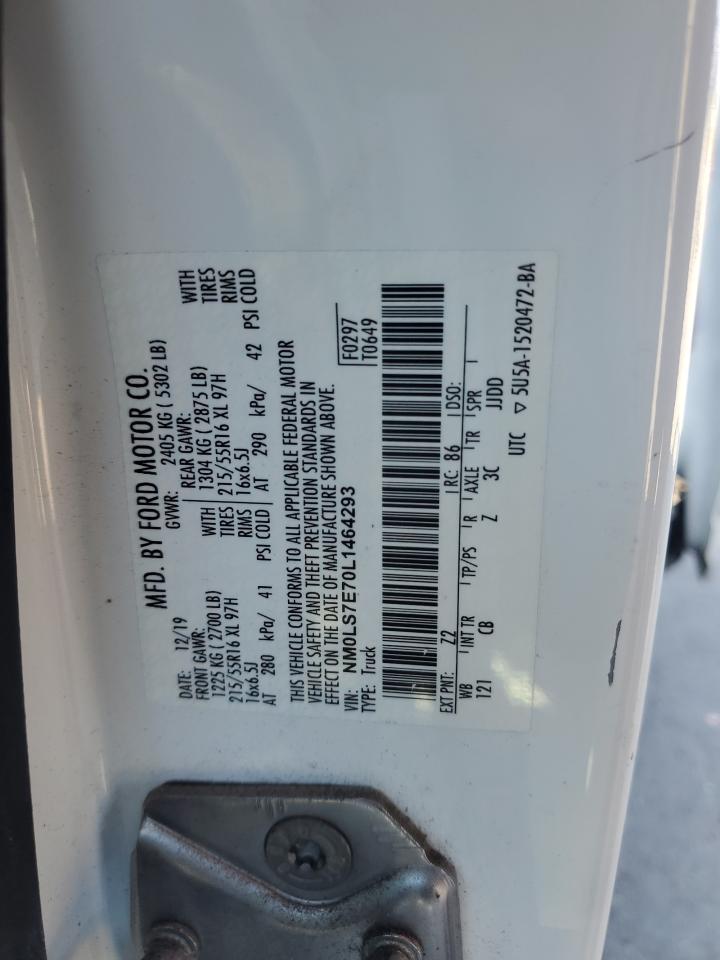 MFD. BY FORD MOTOR CO.
DATE: 12/19 GVWR: 2405 KG ( 5302 LB)
FRONT GAWR: REAR GAWR:
1225 KG ( 2700 LB) WITH 1304 KG ( 2875 LB) WITH
215/55R16 XL 97H TIRES 215/55R16 XL 97H TIRES
16x6.5J RIMS 16x6.5J RIMS
AT 280 kPa/ 41 PSI COLD AT 290 kPa/ 42 PSI COLD
THIS VEHICLE CONFORMS TO ALL APPLICABLE FEDERAL MOTOR
VEHICLE SAFETY AND THEFT PREVENTION STANDARDS IN
EFFECT ON THE DATE OF MANUFACTURE SHOWN ABOVE.
VIN: NM0LS7E70L1464293 F0297
TYPE: Truck T0649
EXT PNT: Z2 RC: 86 DSO:
WB INT TR TP/PS R AXLE TR SPR
121 CB Z 3C JJDD
UTC ▽ 5U5A-1520472-BA